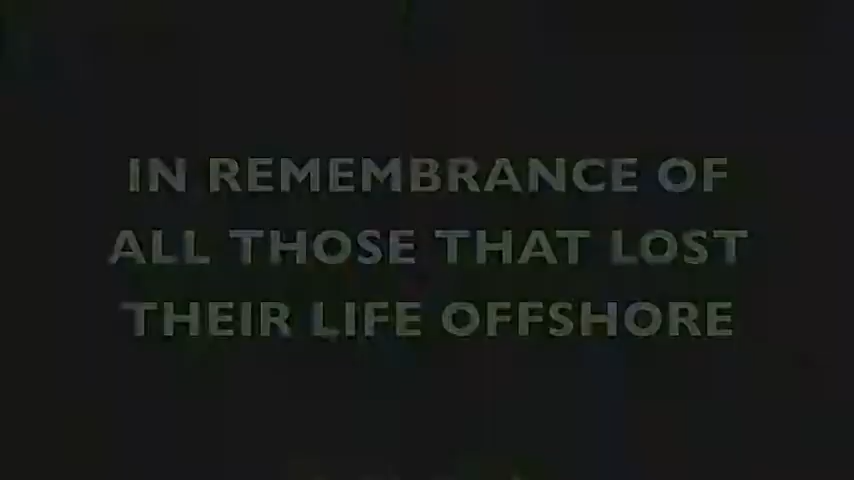 IN REMEMBRANCE OF
ALL THOSE THAT LOST
THEIR LIFE OFFSHORE